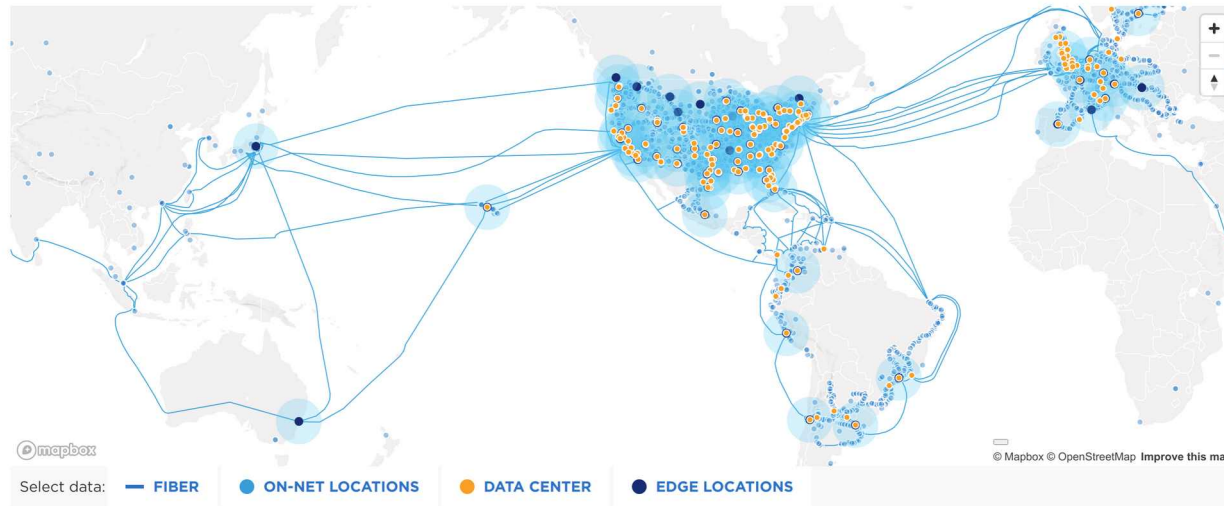 +
−
mapbox
© Mapbox © OpenStreetMap Improve this ma
Select data: FIBER ON-NET LOCATIONS DATA CENTER EDGE LOCATIONS